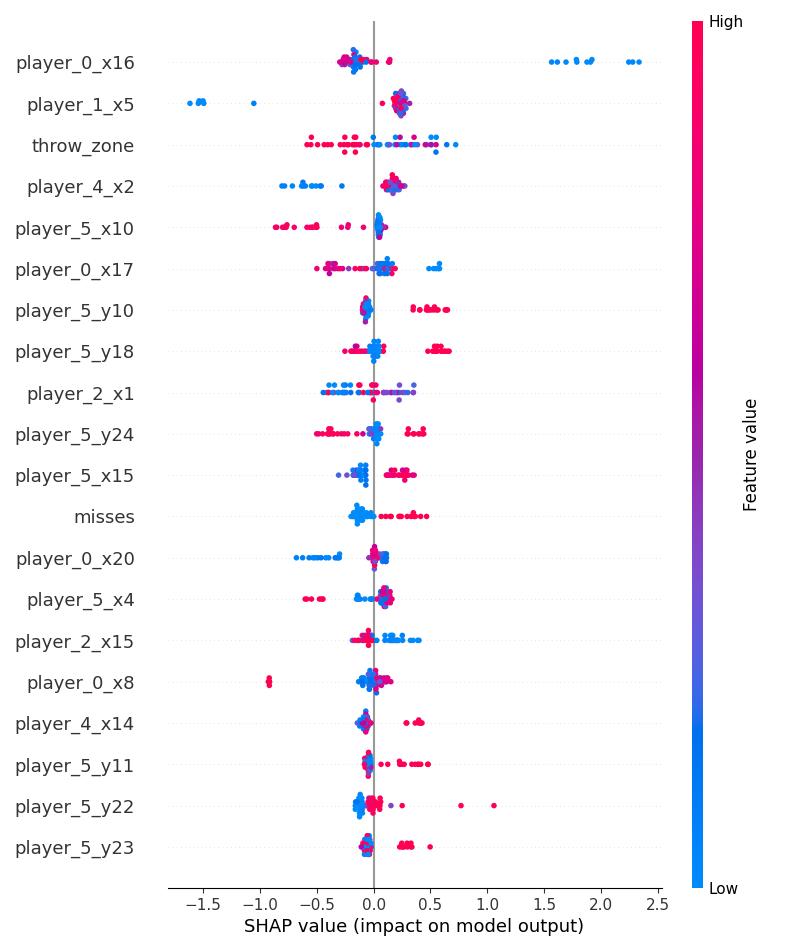 player_0_x16
player_1_x5
throw_zone
player_4_x2
player_5_x10
player_0_x17
player_5_y10
player_5_y18
player_2_x1
player_5_y24
player_5_x15
misses
player_0_x20
player_5_x4
player_2_x15
player_0_x8
player_4_x14
player_5_y11
player_5_y22
player_5_y23
−1.5 −1.0 −0.5 0.0 0.5 1.0 1.5 2.0 2.5
SHAP value (impact on model output)
High
Feature value
Low